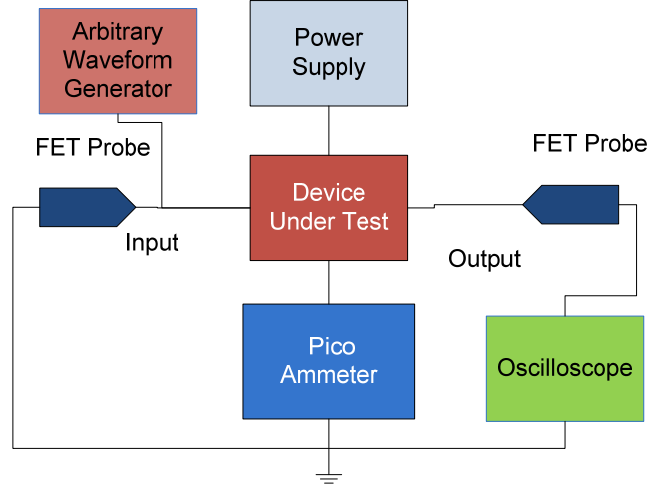 Arbitrary
Waveform
Generator
Power
Supply
FET Probe
FET Probe
Device
Under Test
Input
Output
Pico
Ammeter
Oscilloscope